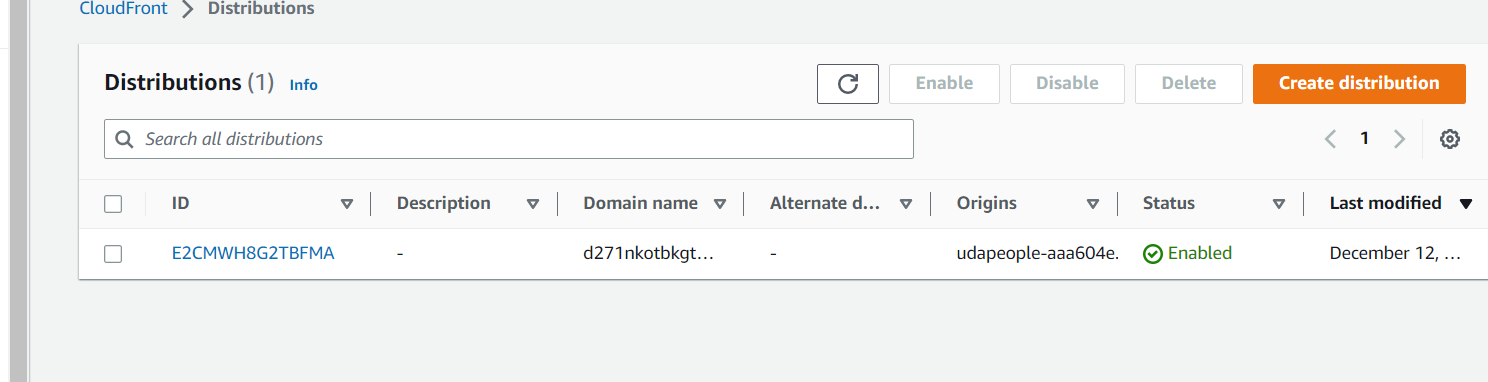 CloudFront > Distributions
Distributions (1) Info
Enable Disable Delete Create distribution
Search all distributions
1
ID Description Domain name Alternate d... Origins Status Last modified
E2CMWH8G2TBFMA - d271nkotbkgt... - udapeople-aaa604e. Enabled December 12, ...